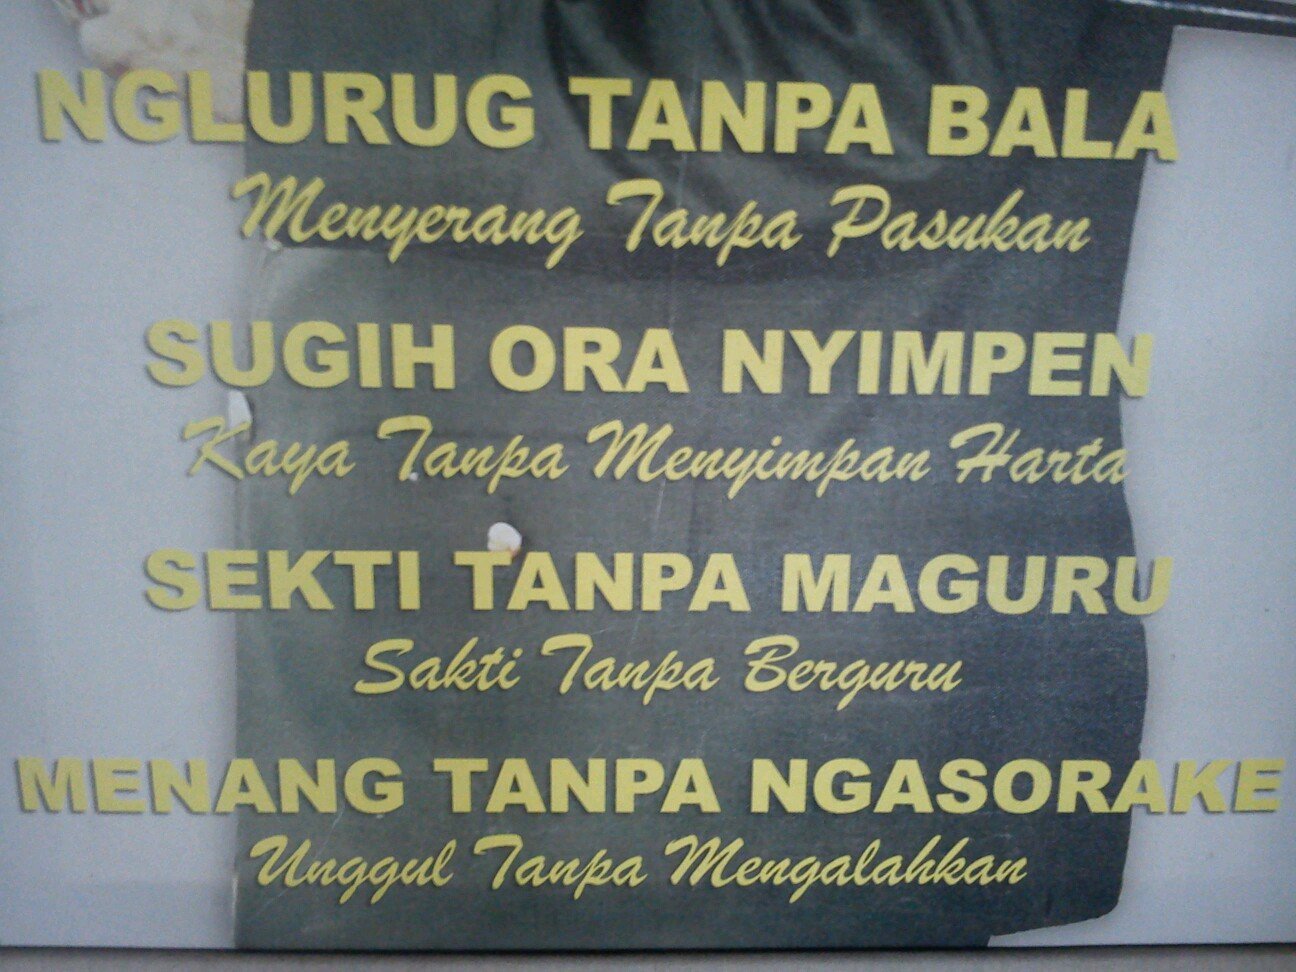 NGLURUG TANPA BALA
Menyerang Tanpa Pasukan
SUGIH ORA NYIMPEN
Kaya Tanpa Menyimpan Harta
SEKTI TANPA MAGURU
Sakti Tanpa Berguru
MENANG TANPA NGASORAKE
Unggul Tanpa Mengalahkan